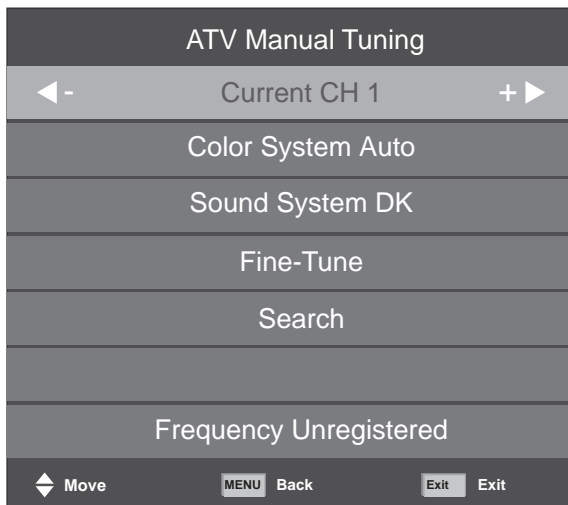 ATV Manual Tuning
- Current CH 1 +
Color System Auto
Sound System DK
Fine-Tune
Search
Frequency Unregistered
Move MENU Back Exit Exit